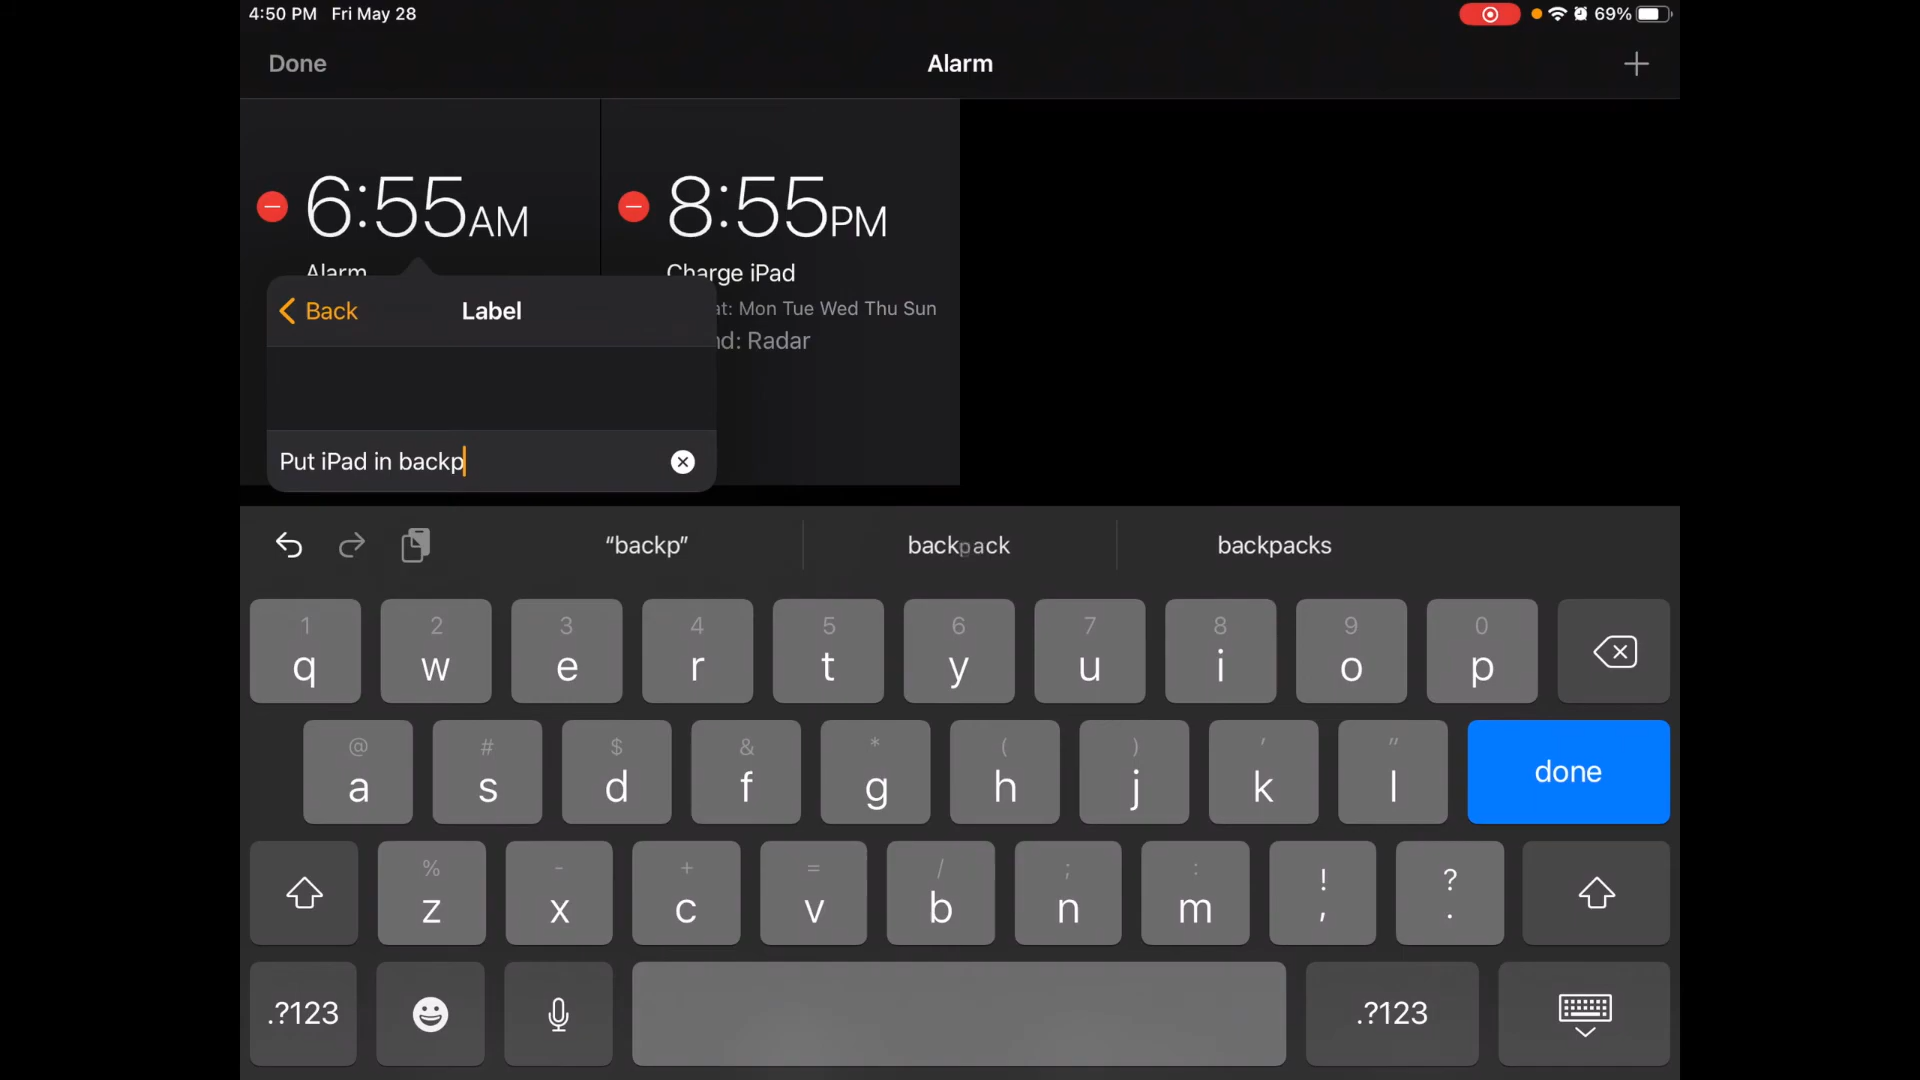 4:50 PM Fri May 28
69%
Done
Alarm
6:55AM
8:55PM
Alarm
Charge iPad
Back
Label
at: Mon Tue Wed Thu Sun
nd: Radar
Put iPad in backp
“backp”
backpack
backpacks
1 2 3 4 5 6 7 8 9 0
q w e r t y u i o p
@ # $ & * ( ) ' "
a s d f g h j k l
done
% - + = / ; : ! ?
z x c v b n m , .
.?123
.?123